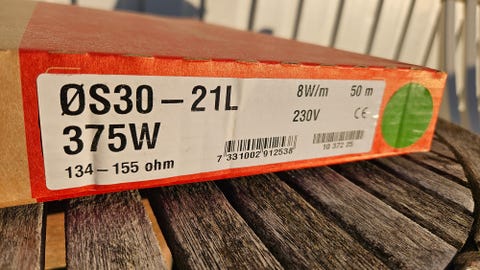 ØS30-21L
8W/m 50 m
375W
230V CE
134-155 ohm
7 331002 912538
10 372 25